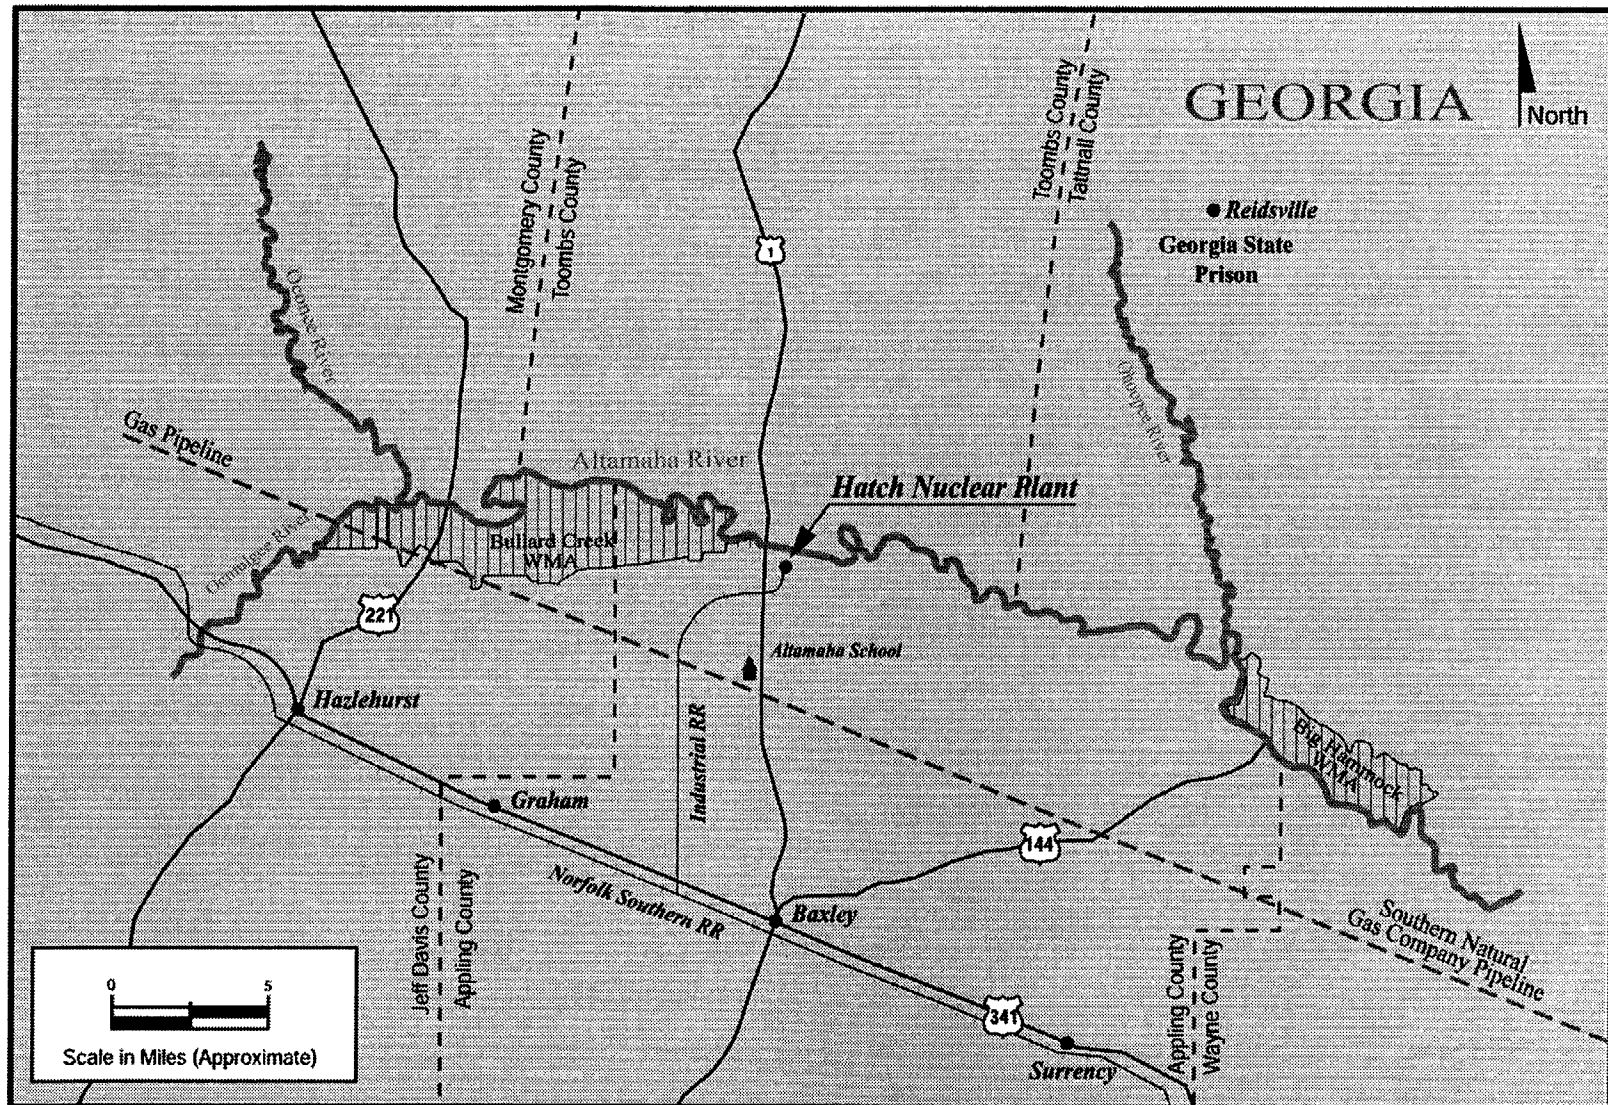 GEORGIA
North
Montgomery County
Toombs County
Toombs County
Tattnall County
Reidsville
Georgia State
Prison
1
Oconee River
Ohoopee River
Gas Pipeline
Altamaha River
Hatch Nuclear Plant
Ocmulgee River
Bullard Creek
WMA
221
Altamaha School
Hazlehurst
Industrial RR
Big Hammock
WMA
Graham
144
Norfolk Southern RR
Jeff Davis County
Appling County
Baxley
Southern Natural
Gas Company Pipeline
Appling County
Wayne County
341
Surrency
0 5
Scale in Miles (Approximate)